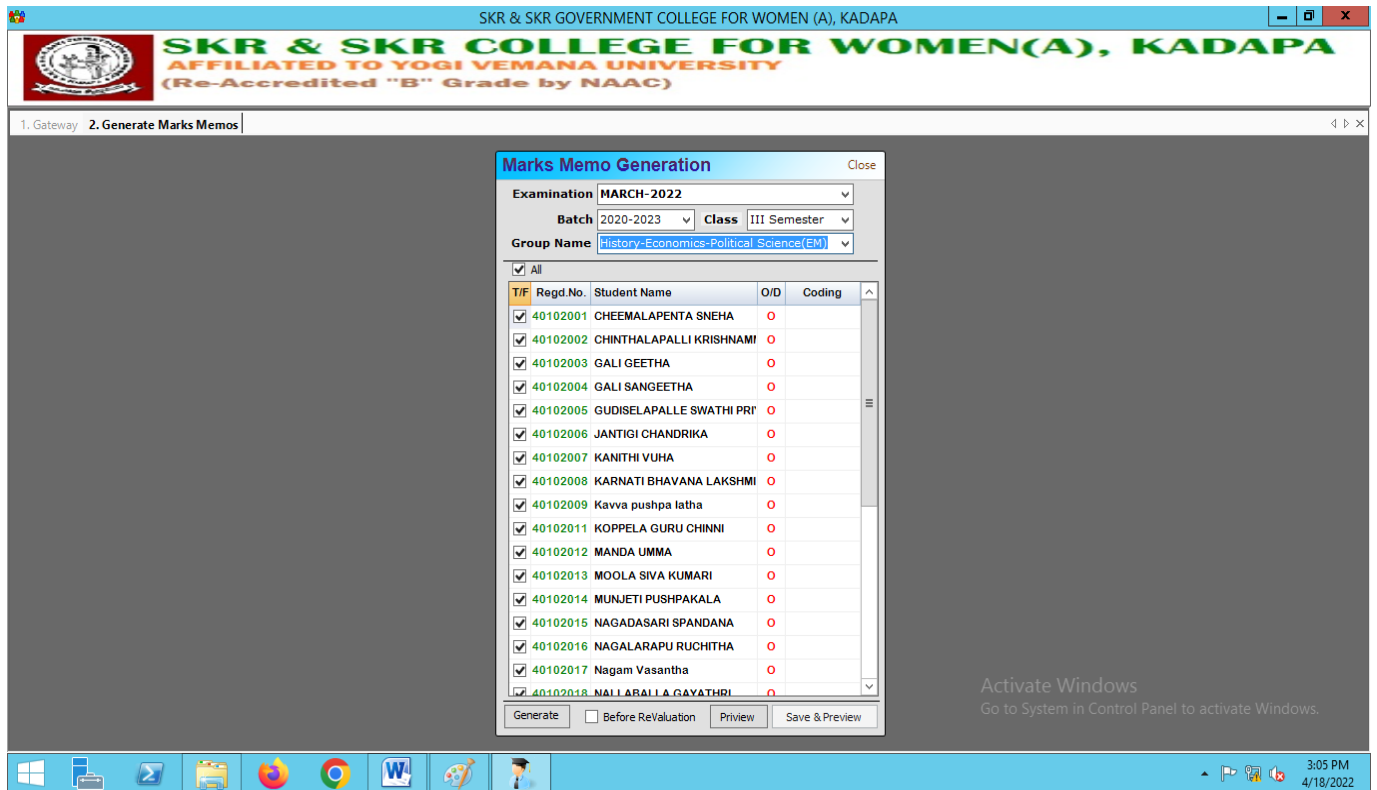 SKR & SKR GOVERNMENT COLLEGE FOR WOMEN (A), KADAPA
SKR & SKR COLLEGE FOR WOMEN(A), KADAPA
AFFILIATED TO YOGI VEMANA UNIVERSITY
(Re-Accredited "B" Grade by NAAC)
1. Gateway 2. Generate Marks Memos
Marks Memo Generation Close
Examination MARCH-2022
Batch 2020-2023 Class III Semester
Group Name History-Economics-Political Science(EM)
All
T/F Regd.No. Student Name O/D Coding
40102001 CHEEMALAPENTA SNEHA O
40102002 CHINTHALAPALLI KRISHNAM O
40102003 GALI GEETHA O
40102004 GALI SANGEETHA O
40102005 GUDISELAPALLE SWATHI PRI O
40102006 JANTIGI CHANDRIKA O
40102007 KANITHI VUHA O
40102008 KARNATI BHAVANA LAKSHMI O
40102009 Kavva pushpa latha O
40102011 KOPPELA GURU CHINNI O
40102012 MANDA UMMA O
40102013 MOOLA SIVA KUMARI O
40102014 MUNJETI PUSHPAKALA O
40102015 NAGADASARI SPANDANA O
40102016 NAGALARAPU RUCHITHA O
40102017 Nagam Vasantha O
40102018 NALLABALLA GAYATHRI O
Generate Before ReValuation Priview Save & Preview
Activate Windows
Go to System in Control Panel to activate Windows.
3:05 PM
4/18/2022